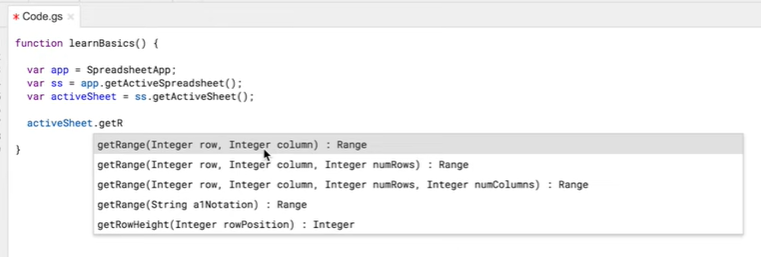 * Code.gs ×
function learnBasics() {
var app = SpreadsheetApp;
var ss = app.getActiveSpreadsheet();
var activeSheet = ss.getActiveSheet();
activeSheet.getR
getRange(Integer row, Integer column) : Range
}
getRange(Integer row, Integer column, Integer numRows) : Range
getRange(Integer row, Integer column, Integer numRows, Integer numColumns) : Range
getRange(String a1Notation) : Range
getRowHeight(Integer rowPosition) : Integer